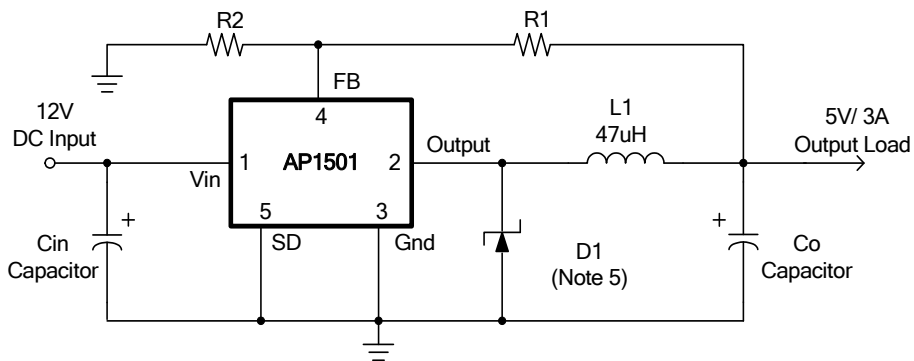 R2
R1
FB
4
12V
DC Input
1
AP1501
2
Output
L1
47uH
5V/ 3A
Output Load
Vin
5
3
SD
Gnd
+
Cin
Capacitor
D1
(Note 5)
+
Co
Capacitor